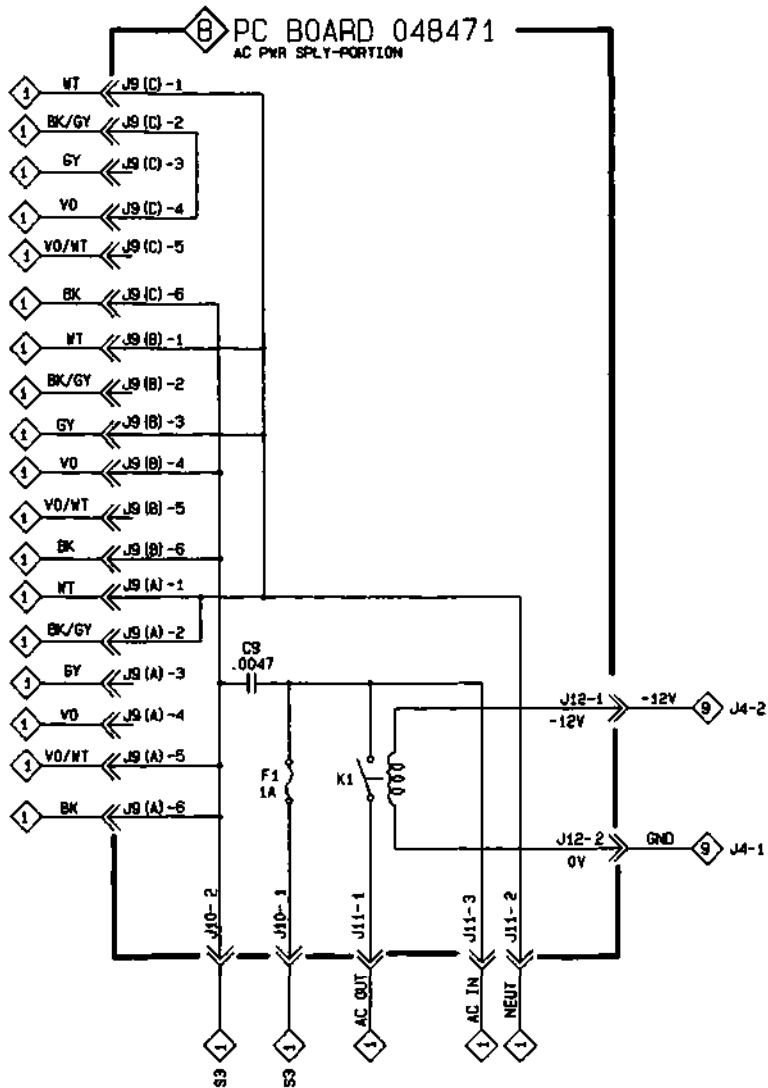 8 PC BOARD 048471
AC PWR SPLY-PORTION
1 WT J9(C)-1
1 BK/GY J9(C)-2
1 GY J9(C)-3
1 VO J9(C)-4
1 VO/WT J9(C)-5
1 BK J9(C)-6
1 WT J9(B)-1
1 BK/GY J9(B)-2
1 GY J9(B)-3
1 VO J9(B)-4
1 VO/WT J9(B)-5
1 BK J9(B)-6
1 WT J9(A)-1
1 BK/GY J9(A)-2
1 GY J9(A)-3
1 VO J9(A)-4
1 VO/WT J9(A)-5
1 BK J9(A)-6
C9
.0047
F1
1A
K1
J12-1 -12V 9 J4-2
-12V
J12-2 GND 9 J4-1
0V
J10-2
J10-1
J11-1
J11-3
J11-2
AC OUT
AC IN
NEUT
1 1 1 1 1
S3
S3